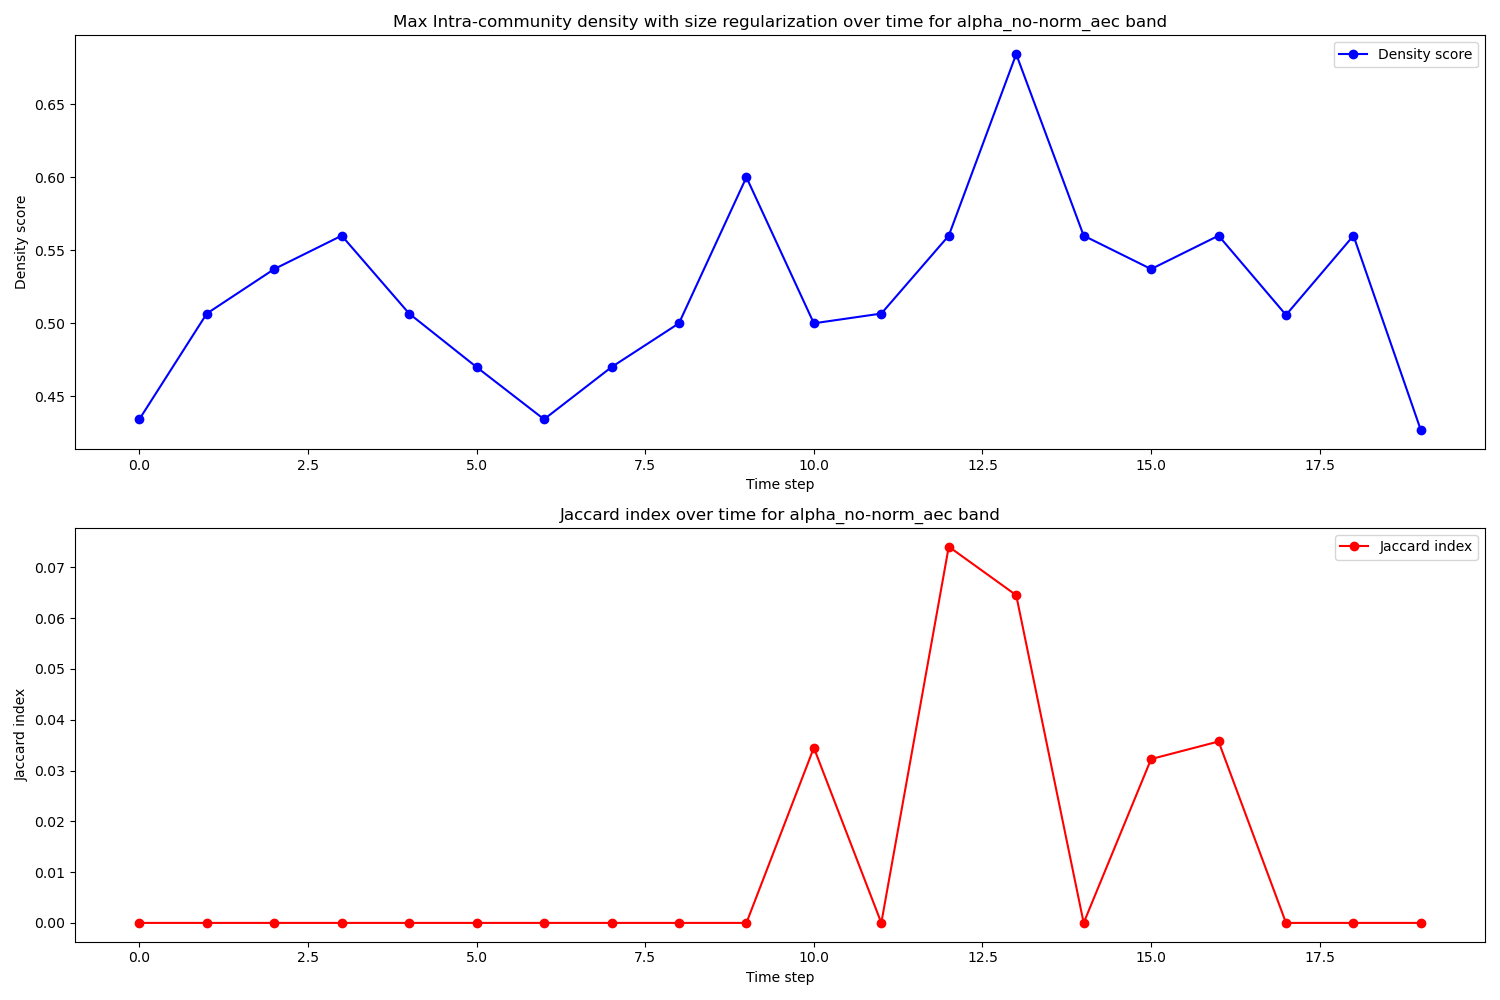 Max Intra-community density with size regularization over time for alpha_no-norm_aec band
Density score
0.65
0.60
0.55
0.50
0.45
Density score
0.0 2.5 5.0 7.5 10.0 12.5 15.0 17.5
Time step
Jaccard index over time for alpha_no-norm_aec band
Jaccard index
0.07
0.06
0.05
0.04
0.03
0.02
0.01
0.00
Jaccard index
0.0 2.5 5.0 7.5 10.0 12.5 15.0 17.5
Time step